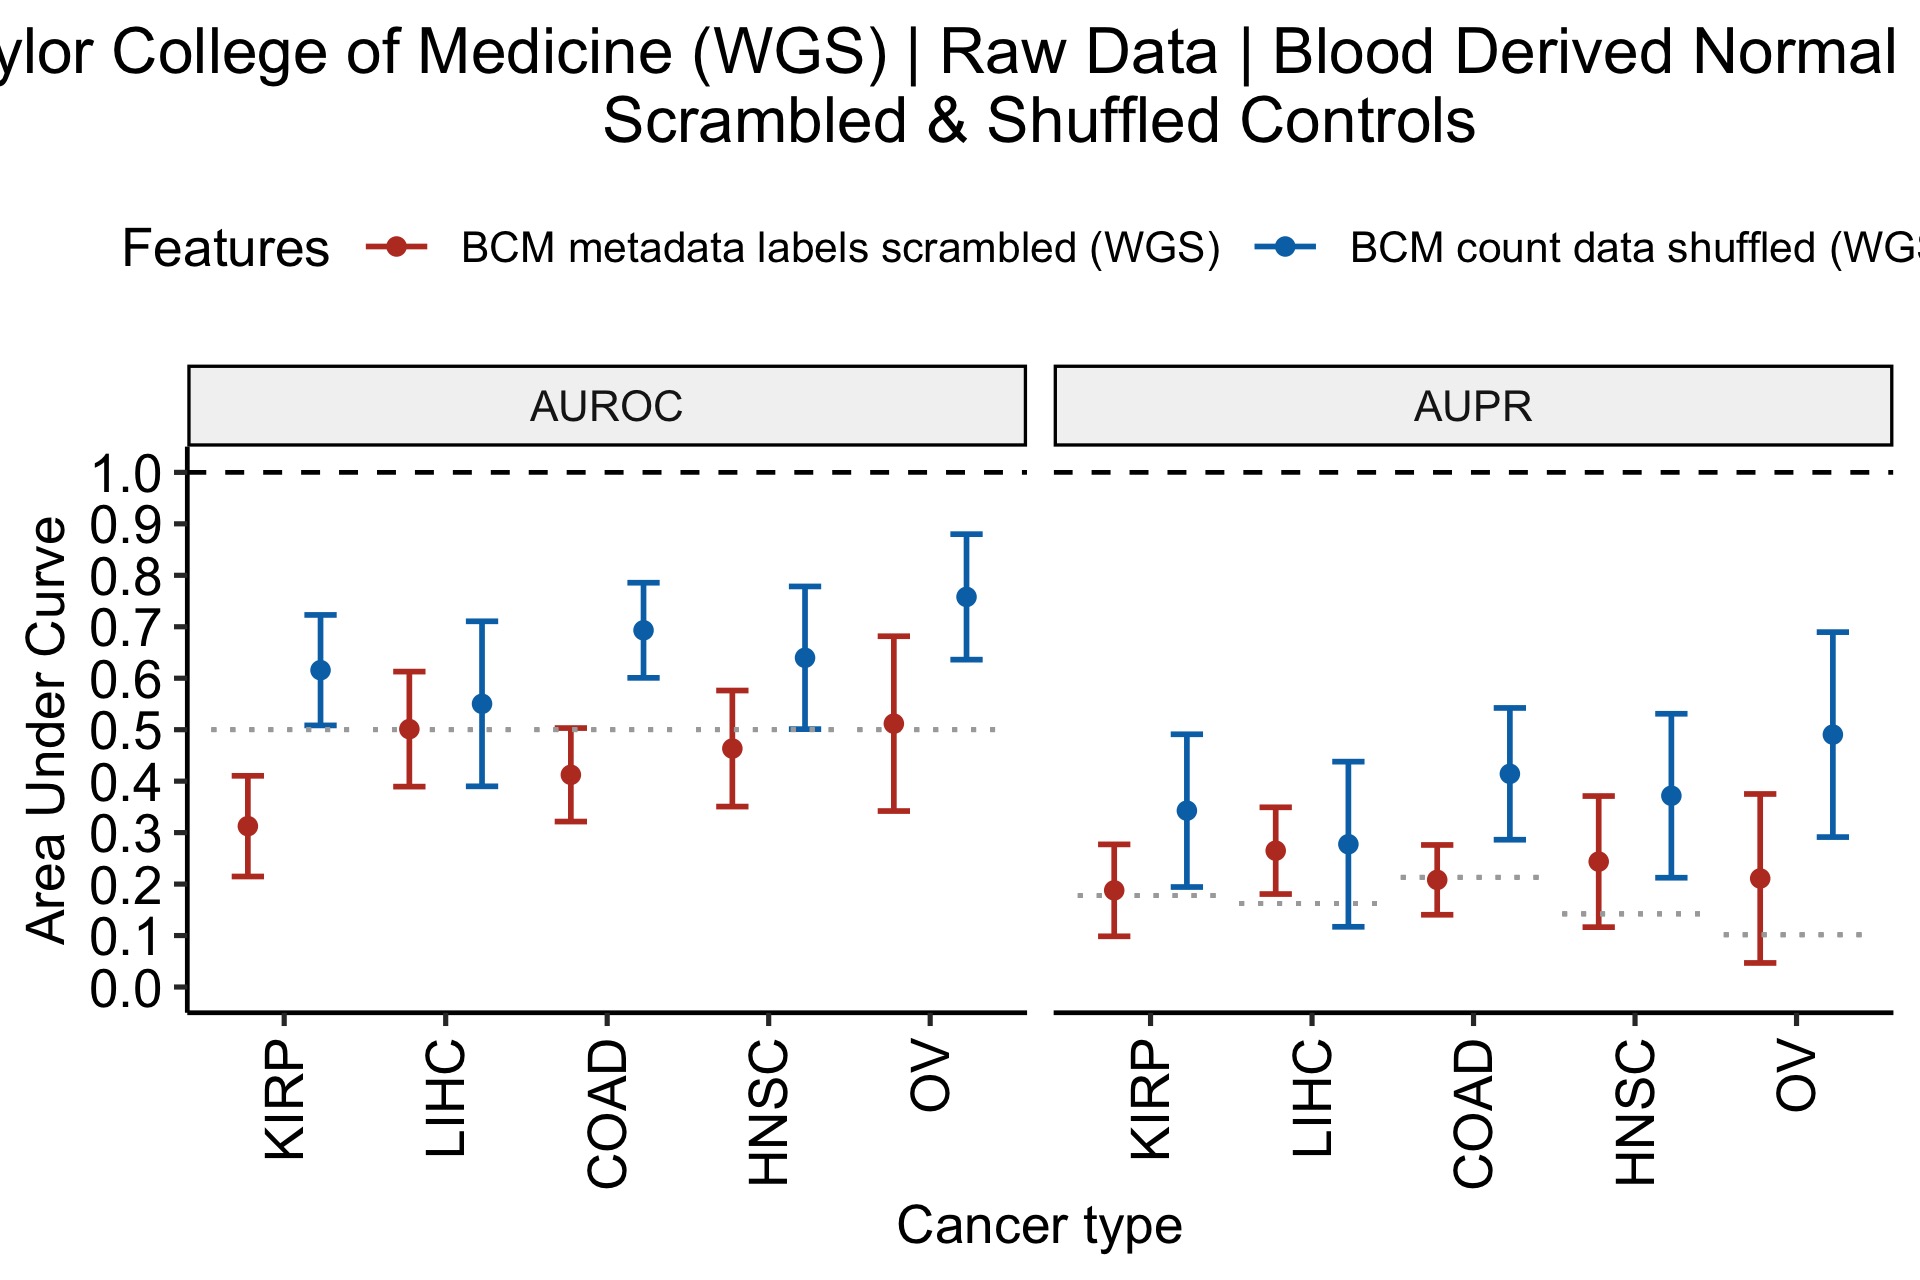 ylor College of Medicine (WGS) | Raw Data | Blood Derived Normal
Scrambled & Shuffled Controls
Features BCM metadata labels scrambled (WGS) BCM count data shuffled (WGS
AUROC AUPR
Area Under Curve
1.0
0.9
0.8
0.7
0.6
0.5
0.4
0.3
0.2
0.1
0.0
KIRP LIHC COAD HNSC OV KIRP LIHC COAD HNSC OV
Cancer type